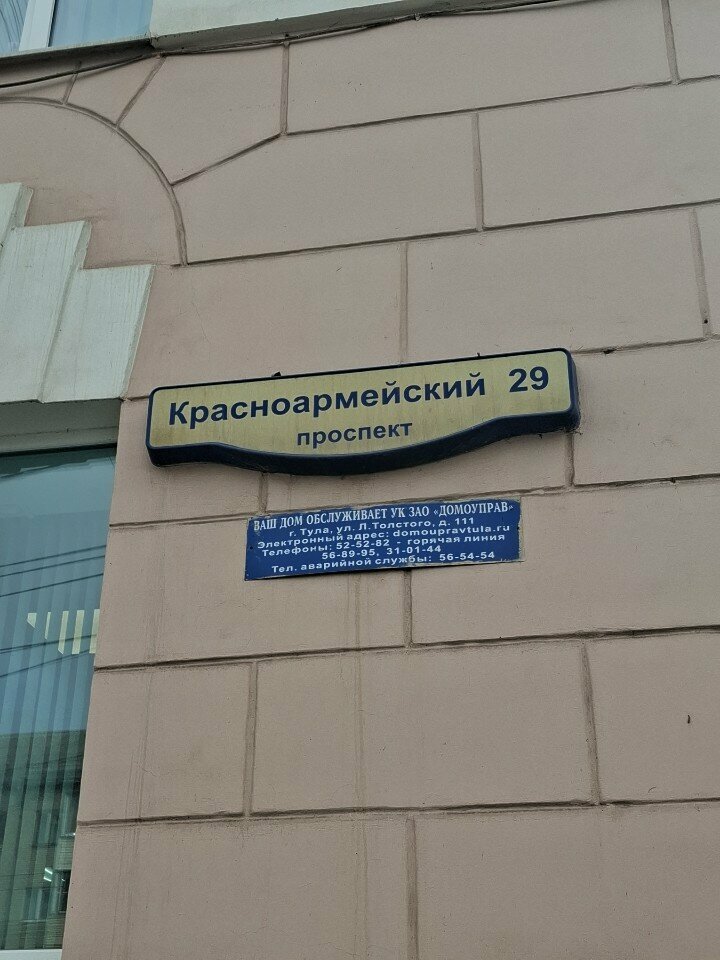 Красноармейский 29
проспект
ВАШ ДОМ ОБСЛУЖИВАЕТ УК ЗАО «ДОМОУПРАВ»
г. Тула, ул. Л.Толстого, д. 111
Электронный адрес: domoupravtula.ru
Телефоны: 52-52-82 - горячая линия
56-89-95, 31-01-44
Тел. аварийной службы: 56-54-54